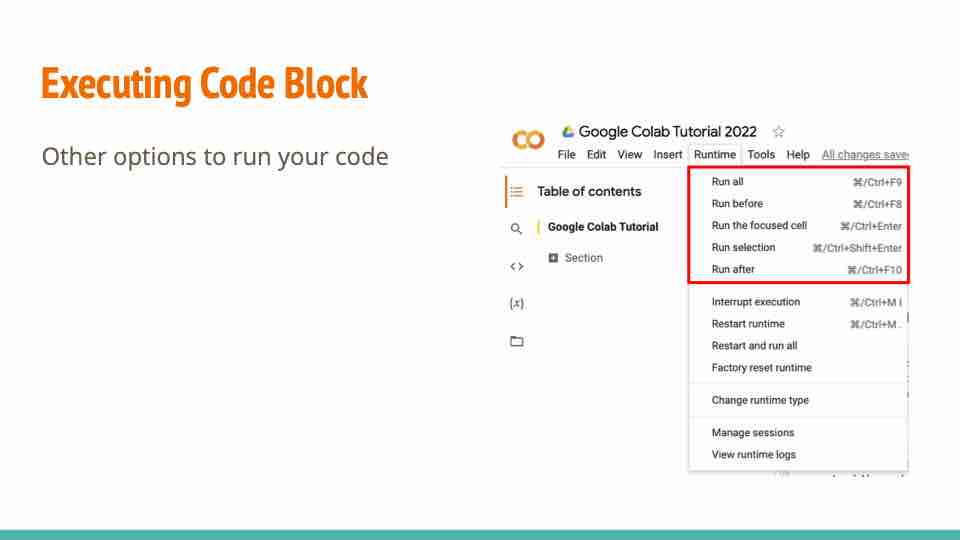 Executing Code Block
Other options to run your code
Google Colab Tutorial 2022
File Edit View Insert Runtime Tools Help All changes save
Table of contents
Google Colab Tutorial
Section
Run all ⌘/Ctrl+F9
Run before ⌘/Ctrl+F8
Run the focused cell ⌘/Ctrl+Enter
Run selection ⌘/Ctrl+Shift+Enter
Run after ⌘/Ctrl+F10
Interrupt execution ⌘/Ctrl+M I
Restart runtime ⌘/Ctrl+M .
Restart and run all
Factory reset runtime
Change runtime type
Manage sessions
View runtime logs